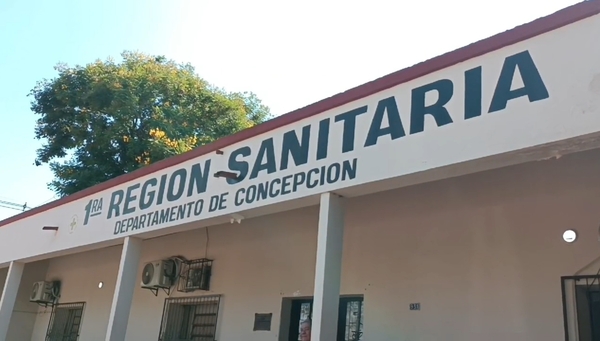 1RA REGION SANITARIA
DEPARTAMENTO DE CONCEPCION